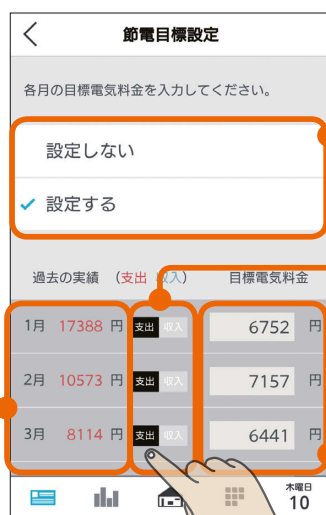 節電目標設定
各月の目標電気料金を入力してください。
設定しない
設定する
過去の実績 （支出 収入） 目標電気料金
1月 17388 円 支出 収入 6752 円
2月 10573 円 支出 収入 7157 円
3月 8114 円 支出 収入 6441 円
木曜日
10